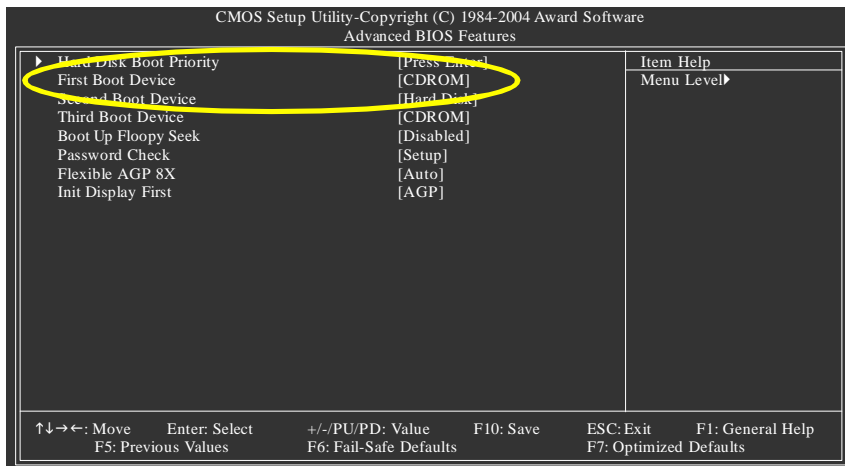 CMOS Setup Utility-Copyright (C) 1984-2004 Award Software
Advanced BIOS Features
Hard Disk Boot Priority [Press Enter]
First Boot Device [CDROM]
Second Boot Device [Hard Disk]
Third Boot Device [CDROM]
Boot Up Floopy Seek [Disabled]
Password Check [Setup]
Flexible AGP 8X [Auto]
Init Display First [AGP]
Item Help
Menu Level
↑↓→←: Move Enter: Select +/-/PU/PD: Value F10: Save ESC: Exit F1: General Help
F5: Previous Values F6: Fail-Safe Defaults F7: Optimized Defaults